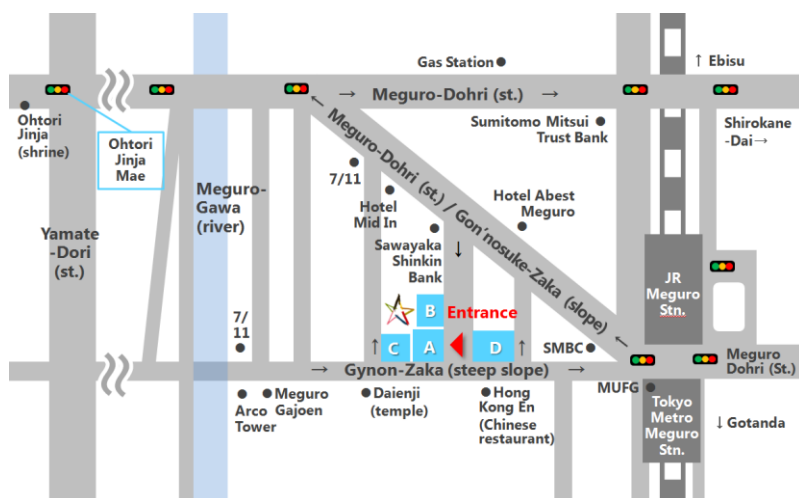 Gas Station
↑ Ebisu
→ Meguro-Dohri (st.) →
Ohtori
Jinja
(shrine)
Ohtori
Jinja
Mae
Sumitomo Mitsui
Trust Bank
Shirokane
-Dai→
← Meguro-Dohri (st.) / Gon'nosuke-Zaka (slope) ←
7/11
Hotel
Mid In
Hotel Abest
Meguro
Meguro-
Gawa
(river)
Sawayaka
Shinkin
Bank
↓
Yamate
-Dori
(st.)
JR
Meguro
Stn.
7/
11
B
Entrance
C
A
D
↑
↑
SMBC
→ Gynon-Zaka (steep slope) →
Meguro
Dohri (St.)
MUFG
Arco
Tower
Meguro
Gajoen
Daienji
(temple)
Hong
Kong En
(Chinese
restaurant)
Tokyo
Metro
Meguro
Stn.
↓ Gotanda